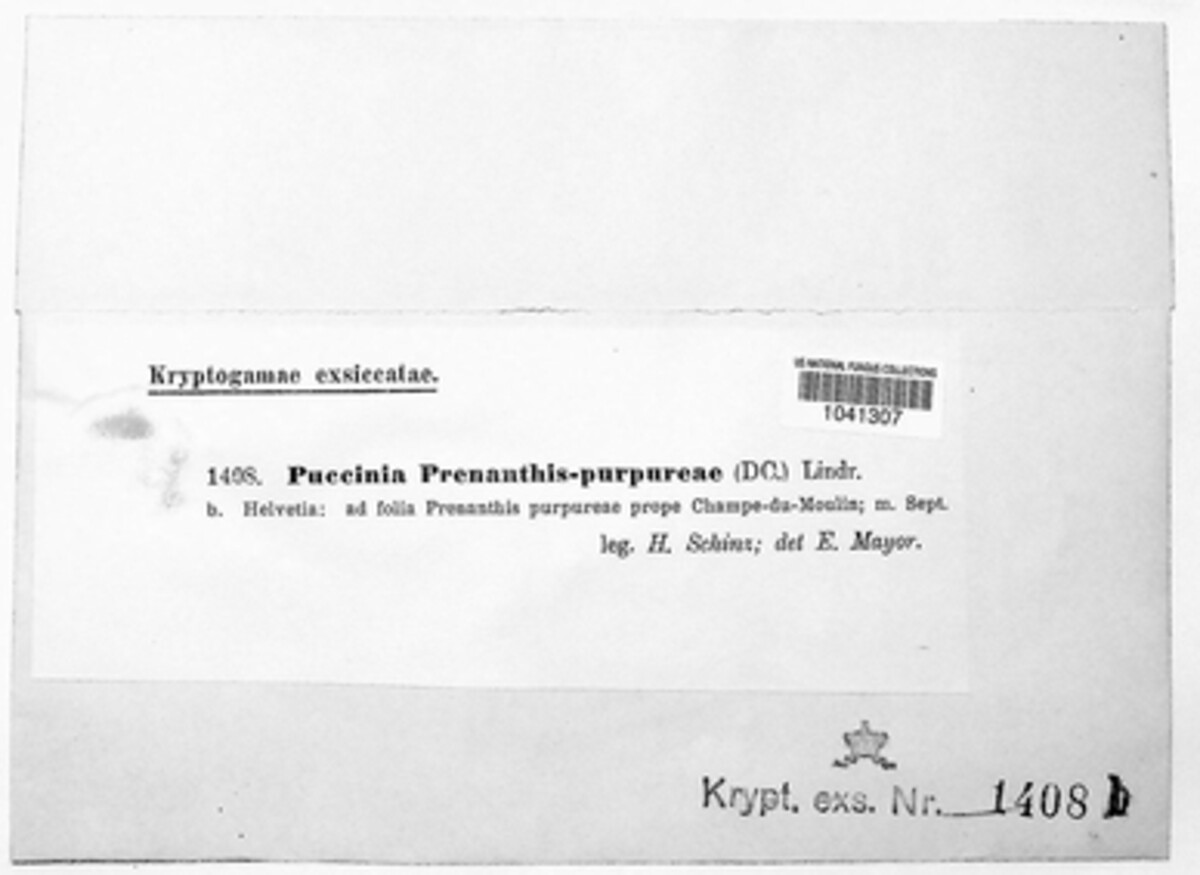 Kryptogamae exsiccatae.
US NATIONAL FUNGUS COLLECTIONS
1041307
1408. Puccinia Prenanthis-purpureae (DC.) Lindr.
b. Helvetia: ad folia Prenanthis purpureae prope Champe-du-Moulin; m. Sept.
leg. H. Schinz; det E. Mayor.
Krypt. exs. Nr. 1408 b